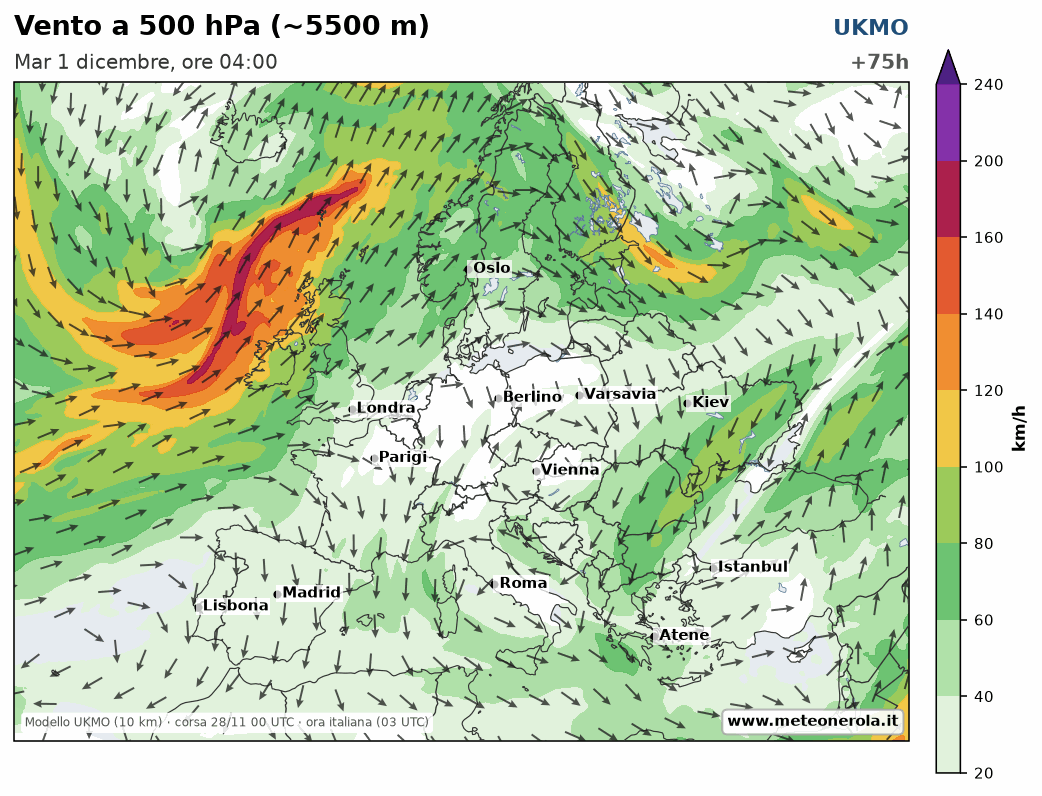 Vento a 500 hPa (~5500 m)
UKMO
Mar 1 dicembre, ore 04:00
+75h
240
200
160
140
120
100
80
60
40
20
km/h
Oslo
Berlino
Varsavia
Kiev
Londra
Parigi
Vienna
Istanbul
Roma
Madrid
Lisbona
Atene
Modello UKMO (10 km) · corsa 28/11 00 UTC · ora italiana (03 UTC)
www.meteonerola.it